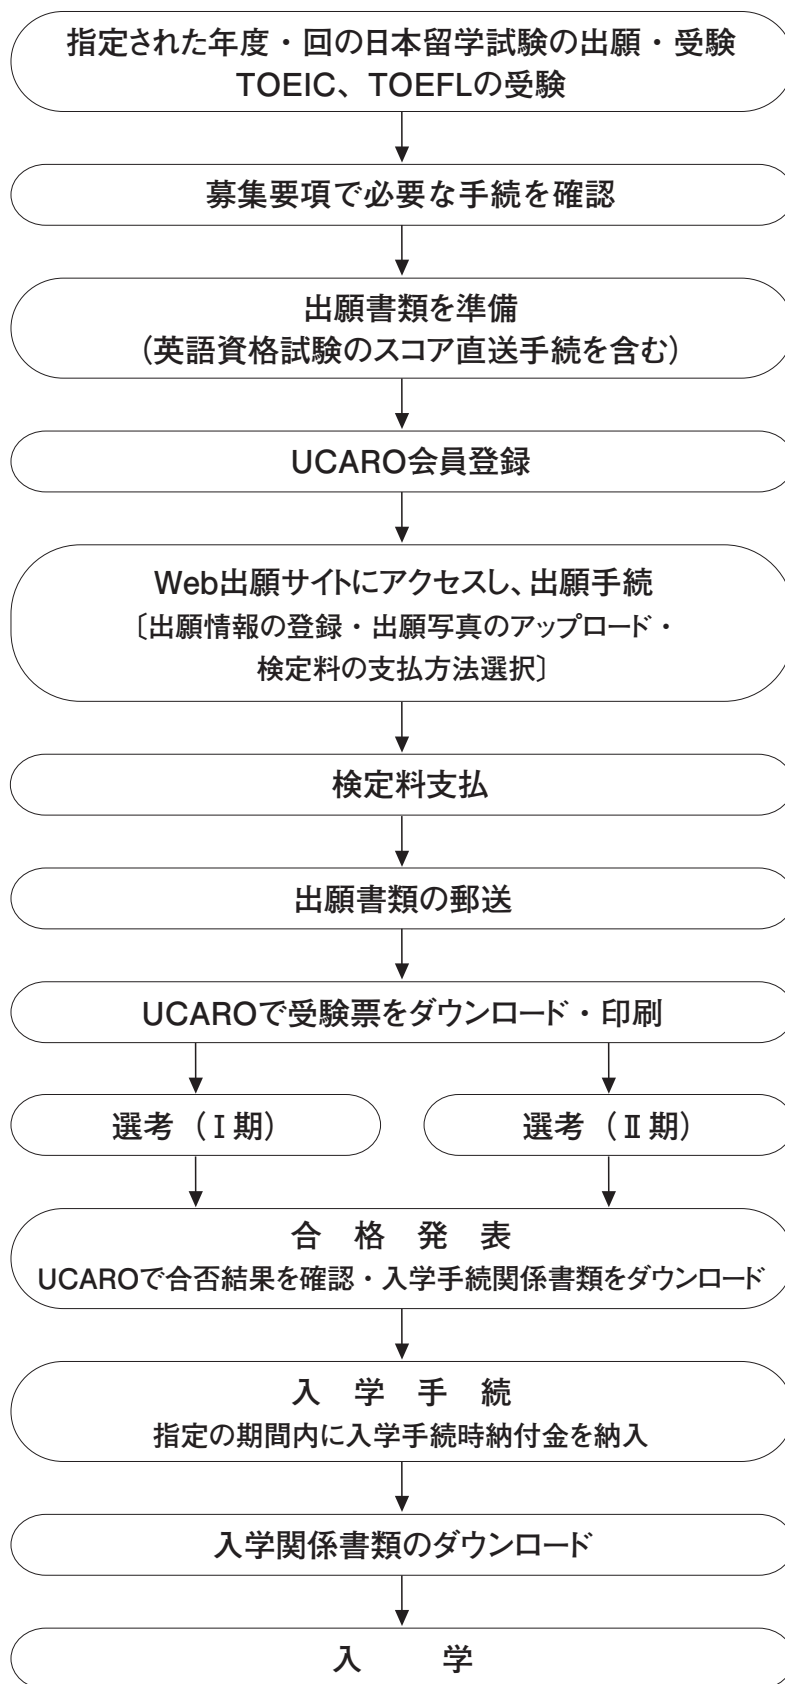 指定された年度・回の日本留学試験の出願・受験
TOEIC、TOEFLの受験
募集要項で必要な手続を確認
出願書類を準備
（英語資格試験のスコア直送手続を含む）
UCARO会員登録
Web出願サイトにアクセスし、出願手続
〔出願情報の登録・出願写真のアップロード・
検定料の支払方法選択〕
検定料支払
出願書類の郵送
UCAROで受験票をダウンロード・印刷
選考（Ⅰ期）
選考（Ⅱ期）
合　格　発　表
UCAROで合否結果を確認・入学手続関係書類をダウンロード
入　学　手　続
指定の期間内に入学手続時納付金を納入
入学関係書類のダウンロード
入　　　学